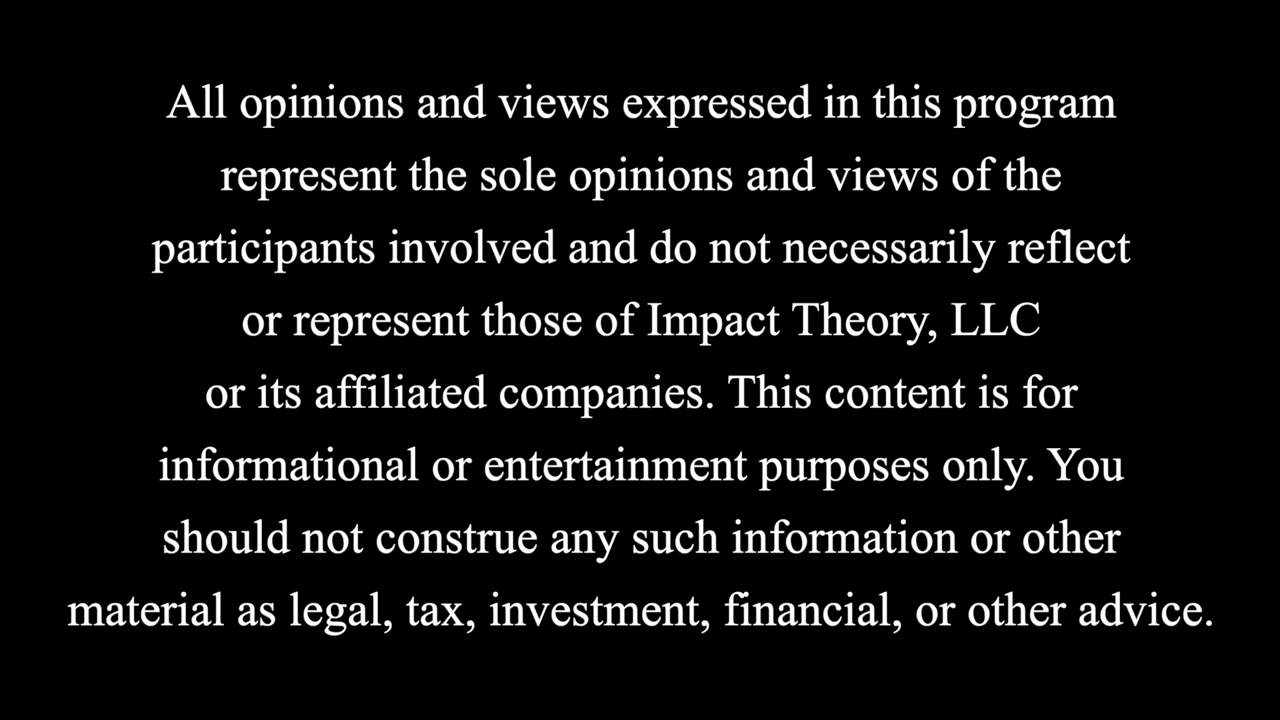 All opinions and views expressed in this program
represent the sole opinions and views of the
participants involved and do not necessarily reflect
or represent those of Impact Theory, LLC
or its affiliated companies. This content is for
informational or entertainment purposes only. You
should not construe any such information or other
material as legal, tax, investment, financial, or other advice.